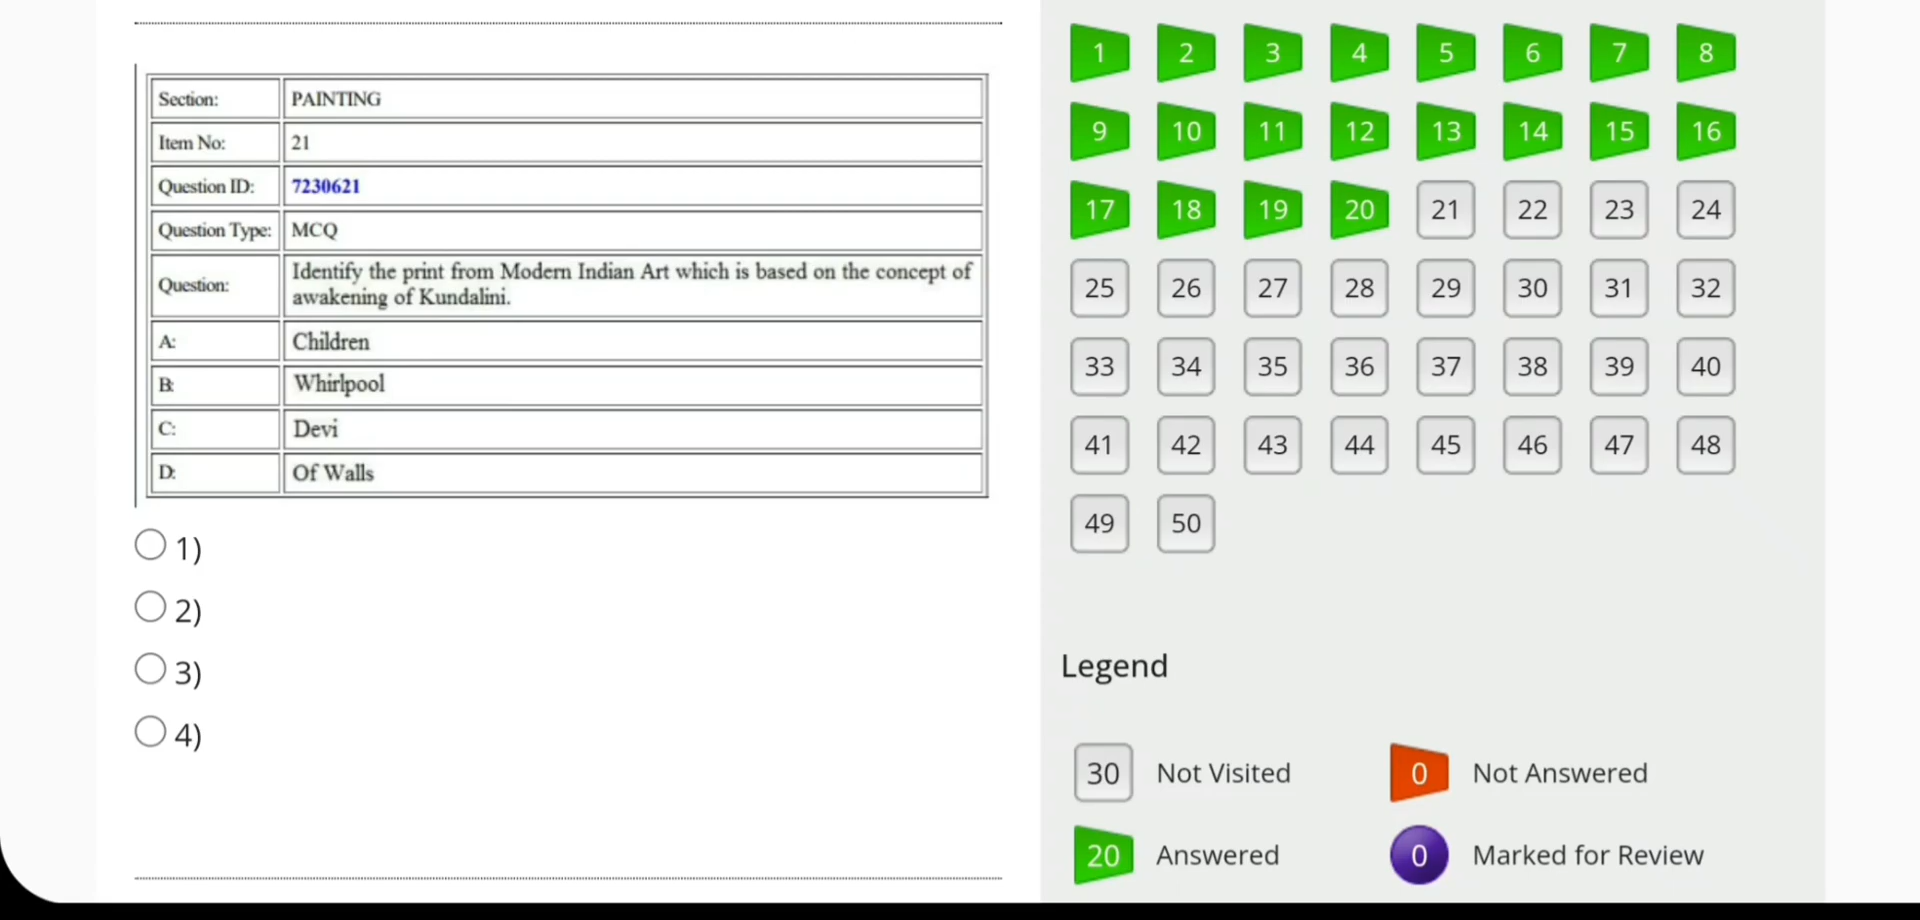 Section: PAINTING
Item No: 21
Question ID: 7230621
Question Type: MCQ
Question: Identify the print from Modern Indian Art which is based on the concept of
awakening of Kundalini.
A: Children
B: Whirlpool
C: Devi
D: Of Walls
1)
2)
3)
4)
1 2 3 4 5 6 7 8
9 10 11 12 13 14 15 16
17 18 19 20 21 22 23 24
25 26 27 28 29 30 31 32
33 34 35 36 37 38 39 40
41 42 43 44 45 46 47 48
49 50
Legend
30 Not Visited 0 Not Answered
20 Answered 0 Marked for Review